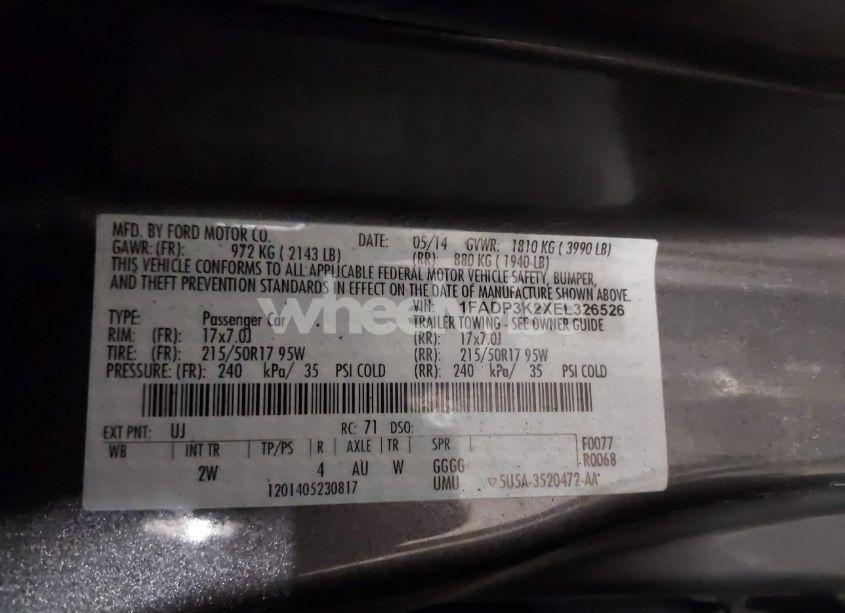 MFD. BY FORD MOTOR CO. DATE: 05/14 GVWR: 1810 KG ( 3990 LB)
GAWR: (FR): 972 KG ( 2143 LB) (RR): 880 KG ( 1940-LB)
THIS VEHICLE CONFORMS TO ALL APPLICABLE FEDERAL MOTOR VEHICLE SAFETY, BUMPER,
AND THEFT PREVENTION STANDARDS IN EFFECT ON THE DATE OF MANUFACTURE SHOWN ABOVE.
VIN: 1FADP3K2XEL326526
TYPE: Passenger Car TRAILER TOWING - SEE OWNER GUIDE
RIM: (FR): 17x7.0J (RR): 17x7.0J
TIRE: (FR): 215/50R17 95W (RR): 215/50R17 95W
PRESSURE: (FR): 240 kPa/ 35 PSI COLD (RR): 240 kPa/ 35 PSI COLD
EXT PNT: UJ RC: 71 DSO:
WB INT TR TP/PS R AXLE TR SPR F0077
2W 4 AU W GGGG R0068
1201405230817 UMU ▽5U5A-3520472-AA